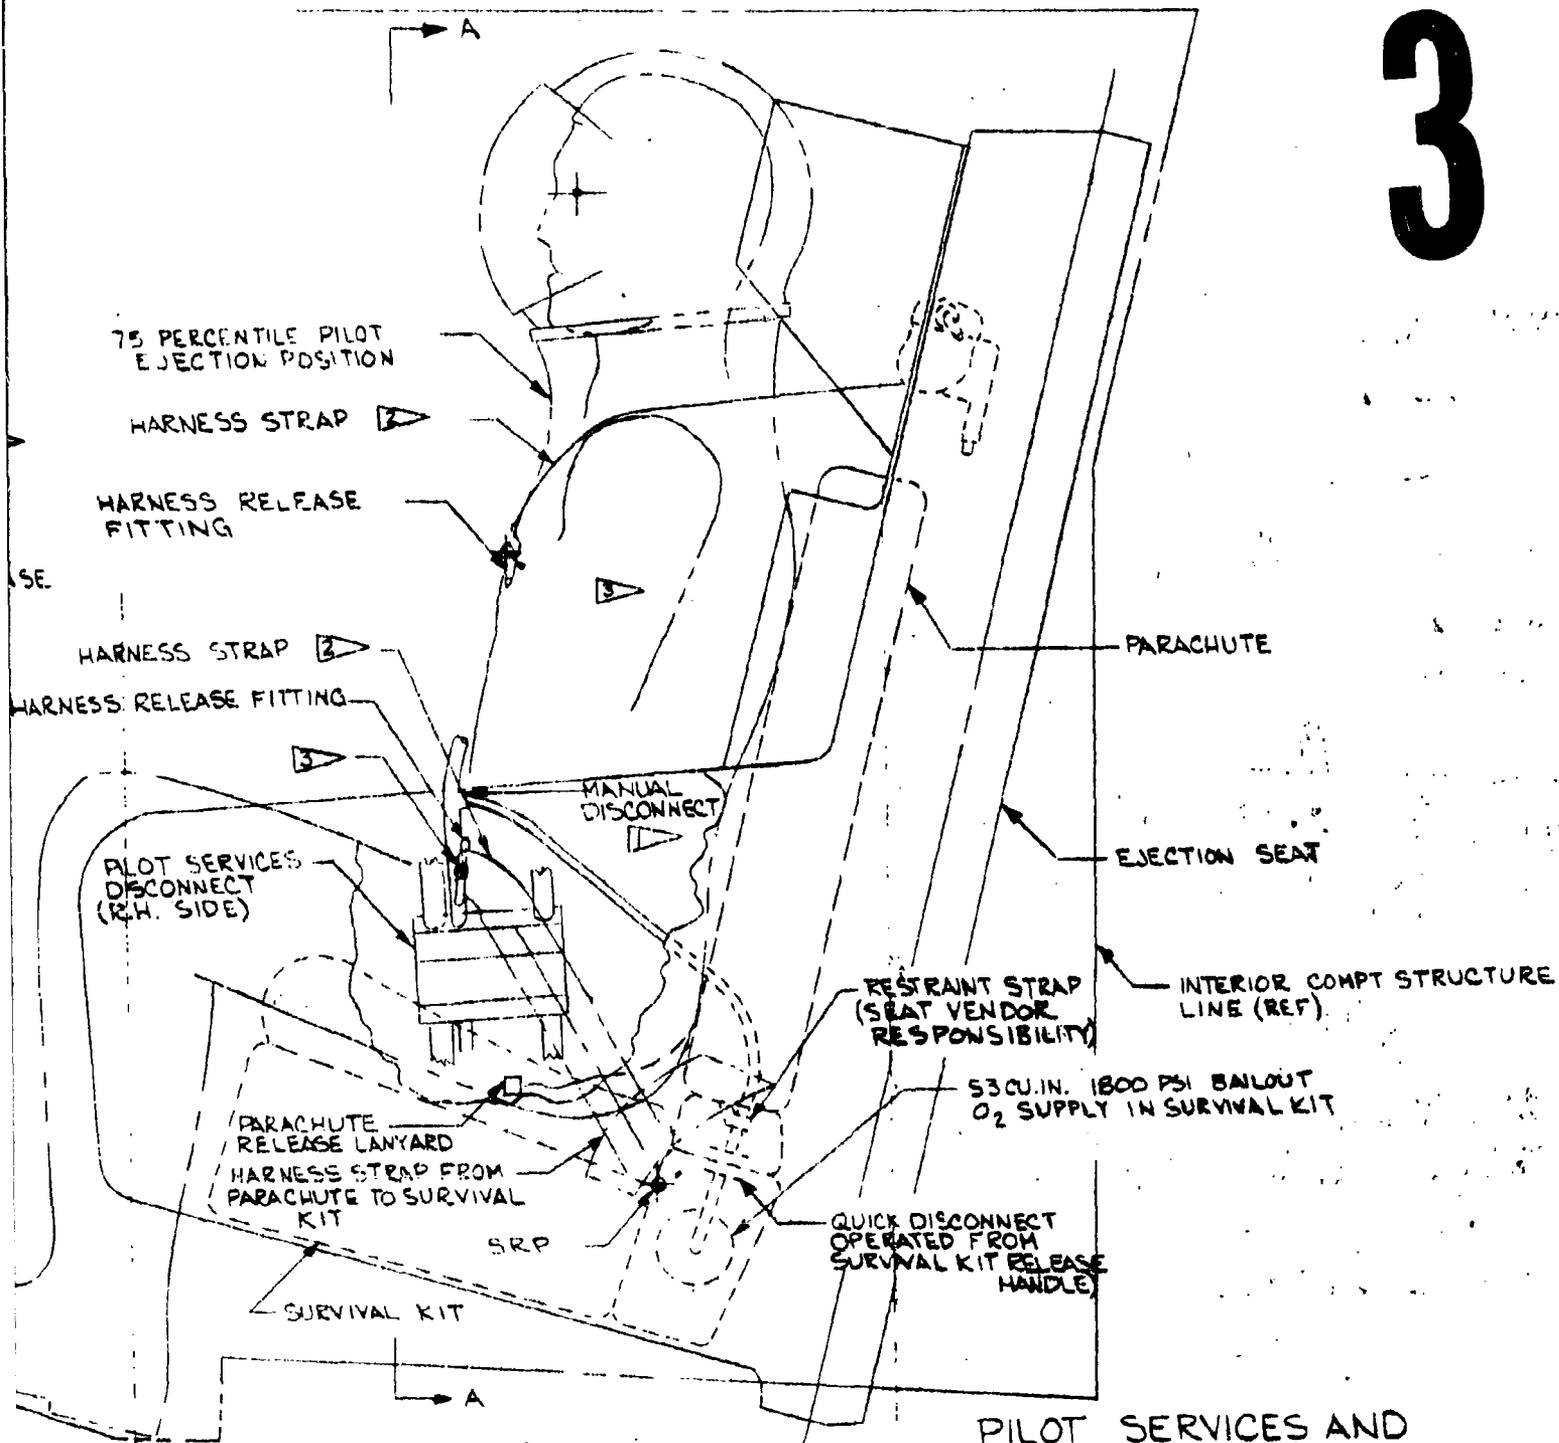 A
3
75 PERCENTILE PILOT
EJECTION POSITION
HARNESS STRAP 2
HARNESS RELEASE
FITTING
SE
3
HARNESS STRAP 2
HARNESS RELEASE FITTING
3
PARACHUTE
MANUAL
DISCONNECT
1
PILOT SERVICES
DISCONNECT
(R.H. SIDE)
EJECTION SEAT
RESTRAINT STRAP
(SEAT VENDOR
RESPONSIBILITY)
INTERIOR COMPT STRUCTURE
LINE (REF)
53 CU.IN. 1800 PSI BAILOUT
O2 SUPPLY IN SURVIVAL KIT
PARACHUTE
RELEASE LANYARD
HARNESS STRAP FROM
PARACHUTE TO SURVIVAL
KIT
SRP
QUICK DISCONNECT
OPERATED FROM
SURVIVAL KIT RELEASE
HANDLE)
SURVIVAL KIT
A
PILOT SERVICES AND